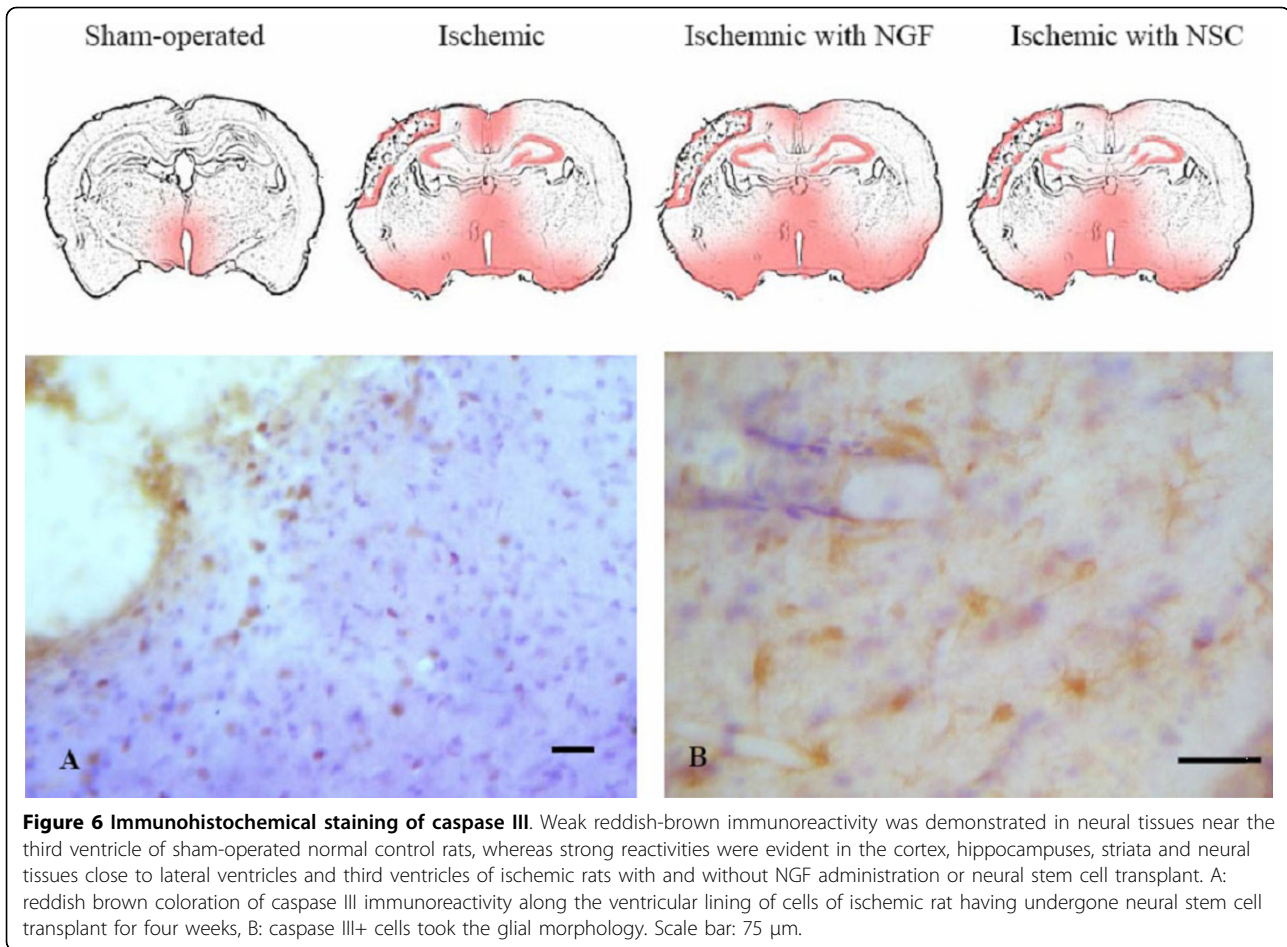 Sham-operated
Ischemic
Ischemnic with NGF
Ischemic with NSC
A
B
Figure 6 Immunohistochemical staining of caspase III. Weak reddish-brown immunoreactivity was demonstrated in neural tissues near the
third ventricle of sham-operated normal control rats, whereas strong reactivities were evident in the cortex, hippocampuses, striata and neural
tissues close to lateral ventricles and third ventricles of ischemic rats with and without NGF administration or neural stem cell transplant. A:
reddish brown coloration of caspase III immunoreactivity along the ventricular lining of cells of ischemic rat having undergone neural stem cell
transplant for four weeks, B: caspase III+ cells took the glial morphology. Scale bar: 75 μm.